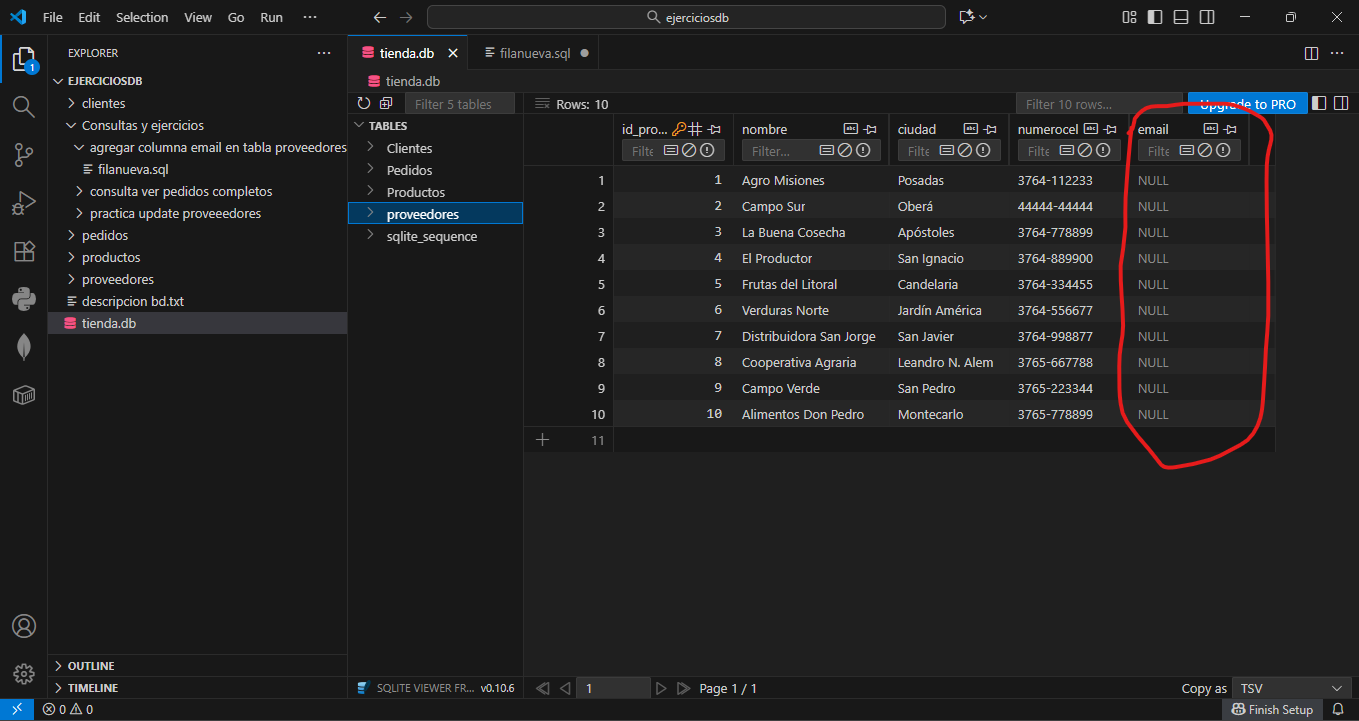 File Edit Selection View Go Run ··· ejerciciosdb
EXPLORER ···
EJERCICIOSDB
clientes
Consultas y ejercicios
agregar columna email en tabla proveedores
filanueva.sql
consulta ver pedidos completos
practica update proveeedores
pedidos
productos
proveedores
descripcion bd.txt
tienda.db
OUTLINE
TIMELINE
1
tienda.db filanueva.sql
tienda.db
Filter 5 tables
TABLES
Clientes
Pedidos
Productos
proveedores
sqlite_sequence
SQLITE VIEWER FR... v0.10.6
Rows: 10 Filter 10 rows... Upgrade to PRO
id_pro... nombre ciudad numerocel email
Filte Filter... Filte Filte Filte
1 1 Agro Misiones Posadas 3764-112233 NULL
2 2 Campo Sur Oberá 44444-44444 NULL
3 3 La Buena Cosecha Apóstoles 3764-778899 NULL
4 4 El Productor San Ignacio 3764-889900 NULL
5 5 Frutas del Litoral Candelaria 3764-334455 NULL
6 6 Verduras Norte Jardín América 3764-556677 NULL
7 7 Distribuidora San Jorge San Javier 3764-998877 NULL
8 8 Cooperativa Agraria Leandro N. Alem 3765-667788 NULL
9 9 Campo Verde San Pedro 3765-223344 NULL
10 10 Alimentos Don Pedro Montecarlo 3765-778899 NULL
11
1 Page 1 / 1 Copy as TSV
0 0 Finish Setup